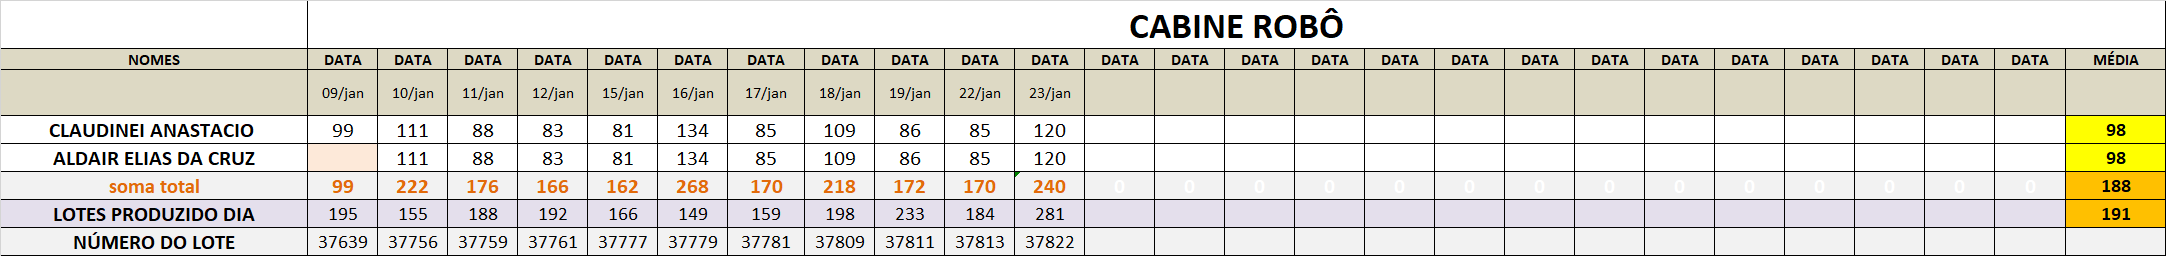 CABINE ROBÔ
NOMES DATA DATA DATA DATA DATA DATA DATA DATA DATA DATA DATA DATA DATA DATA DATA DATA DATA DATA DATA DATA DATA DATA DATA DATA DATA MÉDIA
09/jan 10/jan 11/jan 12/jan 15/jan 16/jan 17/jan 18/jan 19/jan 22/jan 23/jan
CLAUDINEI ANASTACIO 99 111 88 83 81 134 85 109 86 85 120 98
ALDAIR ELIAS DA CRUZ 111 88 83 81 134 85 109 86 85 120 98
soma total 99 222 176 166 162 268 170 218 172 170 240 0 0 0 0 0 0 0 0 0 0 0 0 0 0 188
LOTES PRODUZIDO DIA 195 155 188 192 166 149 159 198 233 184 281 191
NÚMERO DO LOTE 37639 37756 37759 37761 37777 37779 37781 37809 37811 37813 37822